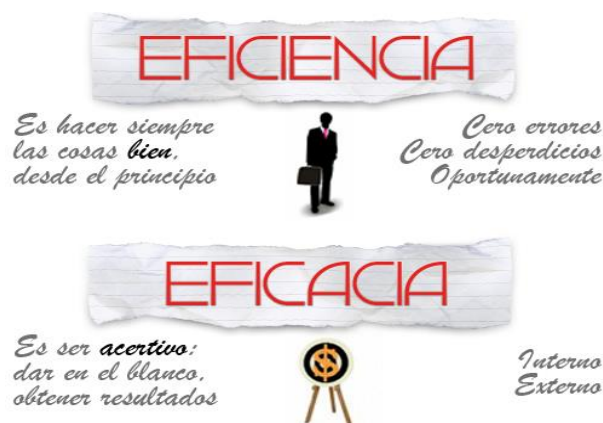 EFICIENCIA
Es hacer siempre
las cosas bien,
desde el principio
Cero errores
Cero desperdicios
Oportunamente
EFICACIA
Es ser acertivo:
dar en el blanco,
obtener resultados
$
Interno
Externo